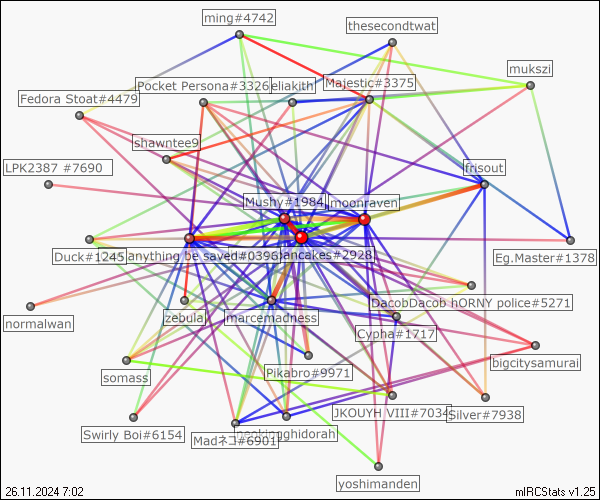 ming#4742
thesecondtwat
mukszi
Pocket Persona#3326
eliakith
Majestic#3375
Fedora Stoat#4479
shawntee9
LPK2387 #7690
frisout
Mushy#1984
moonraven
Duck#1245
anything be saved#0396
pancakes#2928
Eg.Master#1378
DacobDacob hORNY police#5271
normalwan
zebulal
marcemadness
Cypha#1717
bigcitysamurai
somass
Pikabro#9971
JKOUYH VIII#7034
Silver#7938
Swirly Boi#6154
Madネコ#6901
ghidorah
yoshimanden
26.11.2024 7:02
mIRCStats v1.25